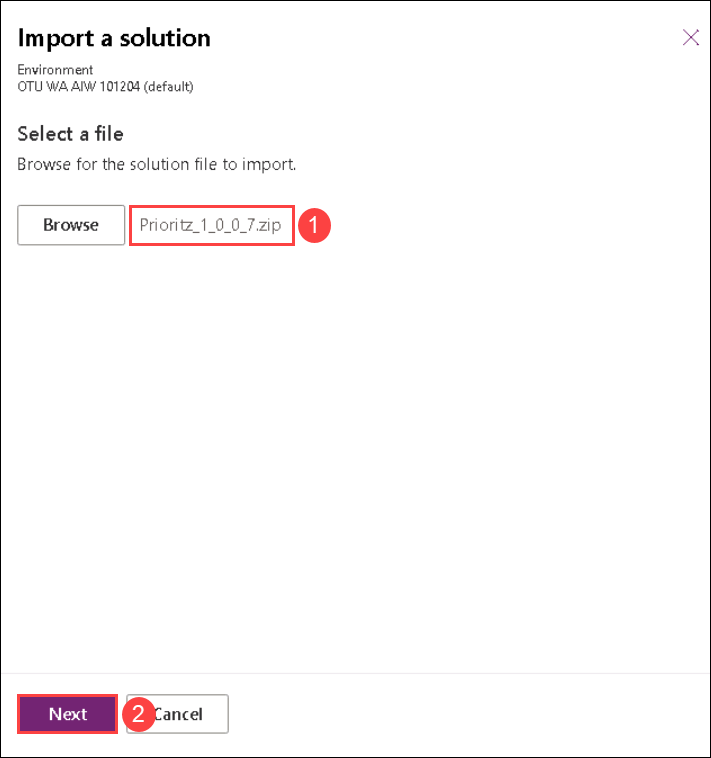 Import a solution
Environment
OTU WA AIW 101204 (default)
Select a file
Browse for the solution file to import.
Browse Prioritz_1_0_0_7.zip 1
Next 2 Cancel